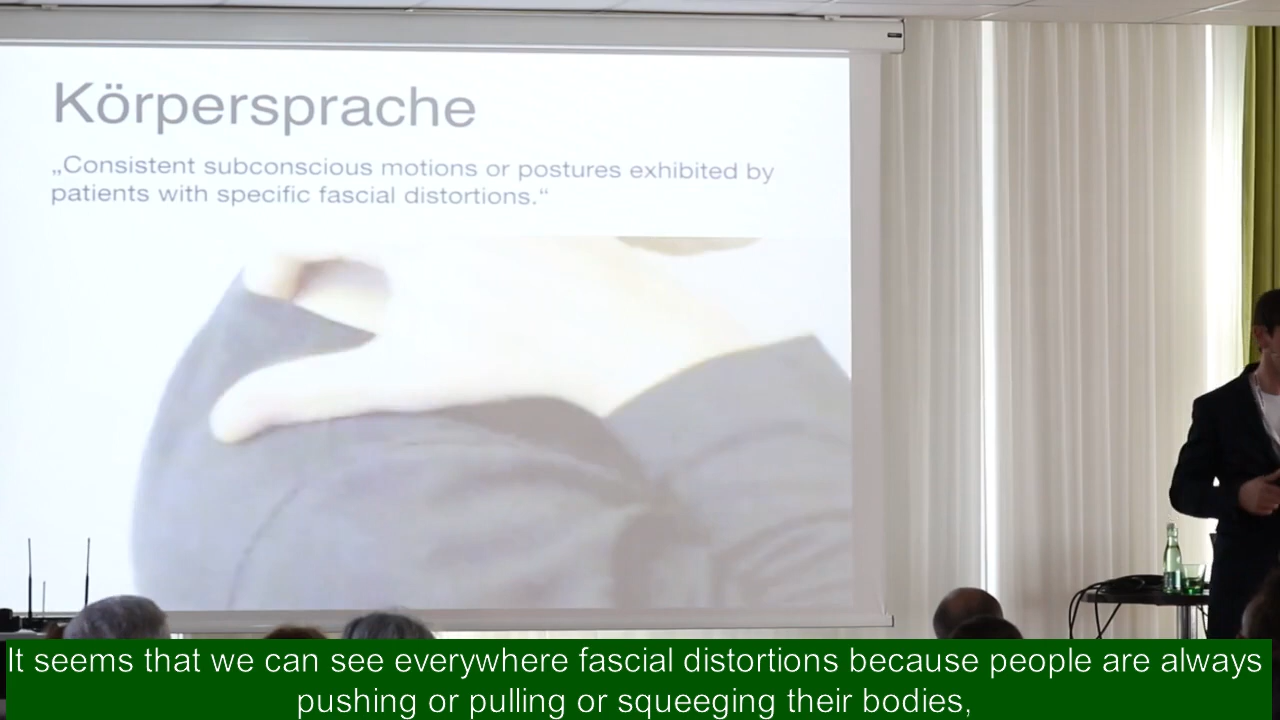 Körpersprache
„Consistent subconscious motions or postures exhibited by
patients with specific fascial distortions.“
It seems that we can see everywhere fascial distortions because people are always
pushing or pulling or squeeging their bodies,